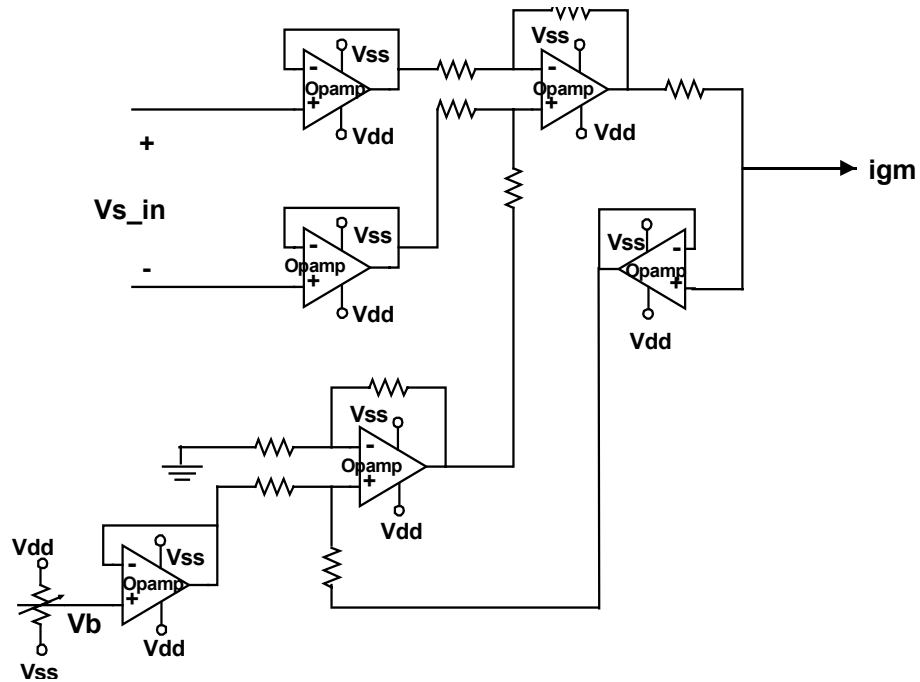 Vss
Vss
-
Opamp
+
-
Opamp
+
Vdd
Vdd
+
igm
Vs_in
Vss
-
Opamp
+
Vss
-
Opamp
+
-
Vdd
Vdd
Vss
-
Opamp
+
Vdd
Vdd
Vss
-
Opamp
+
Vb
Vdd
Vss